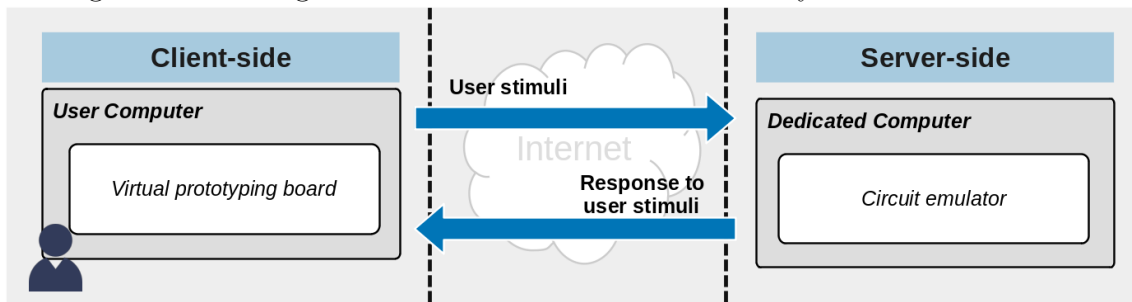 Client-side
Server-side
User stimuli
User Computer
Dedicated Computer
Internet
Virtual prototyping board
Response to
user stimuli
Circuit emulator